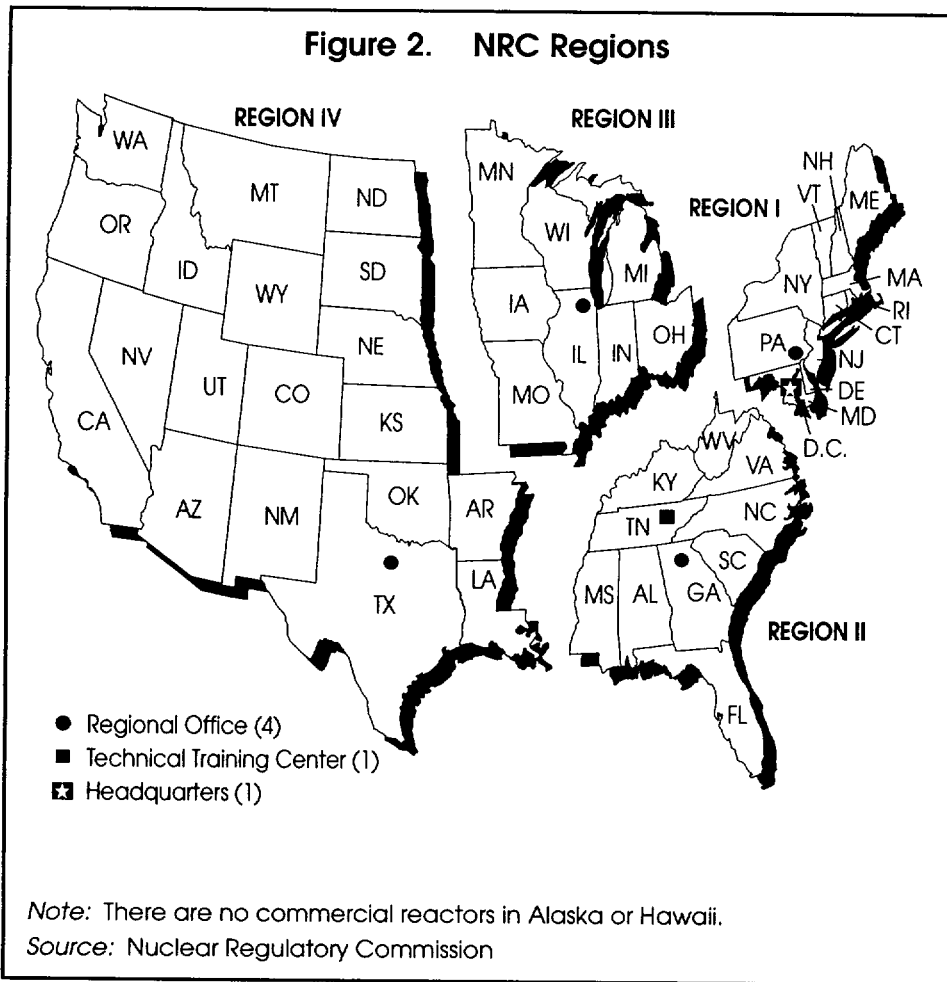 Figure 2. NRC Regions
REGION IV
REGION III
REGION I
WA
MT
ND
MN
NH
VT
ME
OR
ID
SD
WI
MI
WY
NY
MA
RI
CT
IA
NE
NV
UT
CO
IL
IN
OH
PA
NJ
DE
MD
D.C.
CA
KS
MO
WV
VA
KY
AZ
NM
OK
AR
TN
NC
SC
TX
LA
MS
AL
GA
REGION II
FL
Regional Office (4)
Technical Training Center (1)
Headquarters (1)
Note: There are no commercial reactors in Alaska or Hawaii.
Source: Nuclear Regulatory Commission